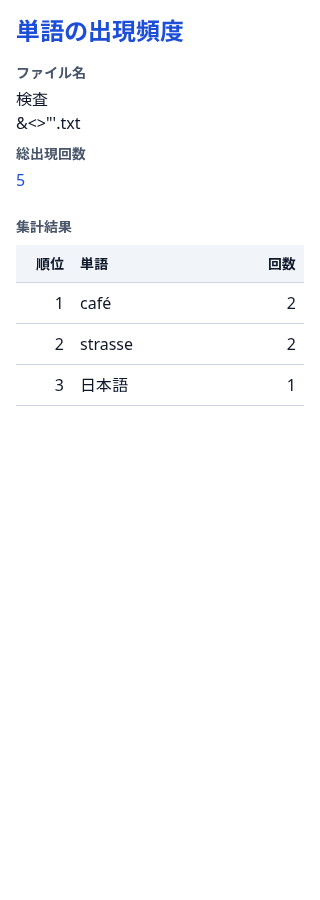 単語の出現頻度
ファイル名
検査
&<>"'.txt
総出現回数
5
集計結果
順位 単語 回数
1 café 2
2 strasse 2
3 日本語 1